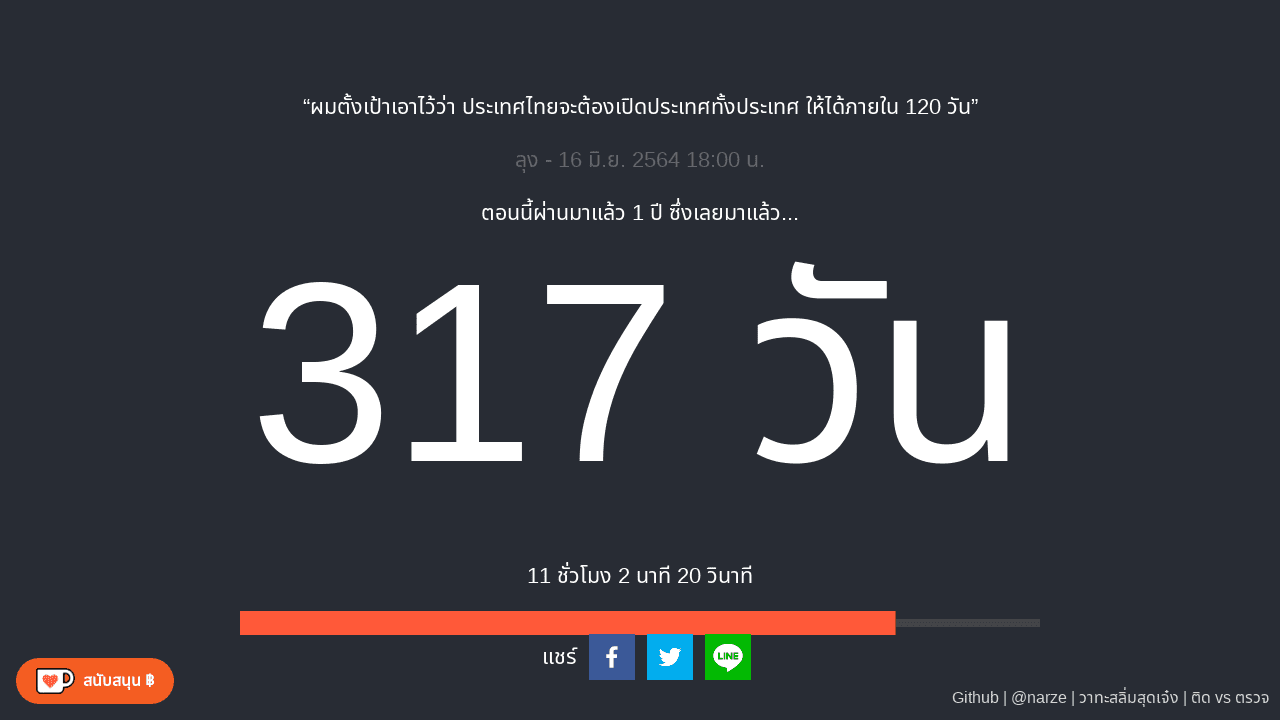 “ผมตั้งเป้าเอาไว้ว่า ประเทศไทยจะต้องเปิดประเทศทั้งประเทศ ให้ได้ภายใน 120 วัน”
ลุง - 16 มิ.ย. 2564 18:00 น.
ตอนนี้ผ่านมาแล้ว 1 ปี ซึ่งเลยมาแล้ว...
317 วัน
11 ชั่วโมง 2 นาที 20 วินาที
แชร์
LINE
สนับสนุน ฿
Github | @narze | วาทะสลิ่มสุดเจ๋ง | ติด vs ตรวจ